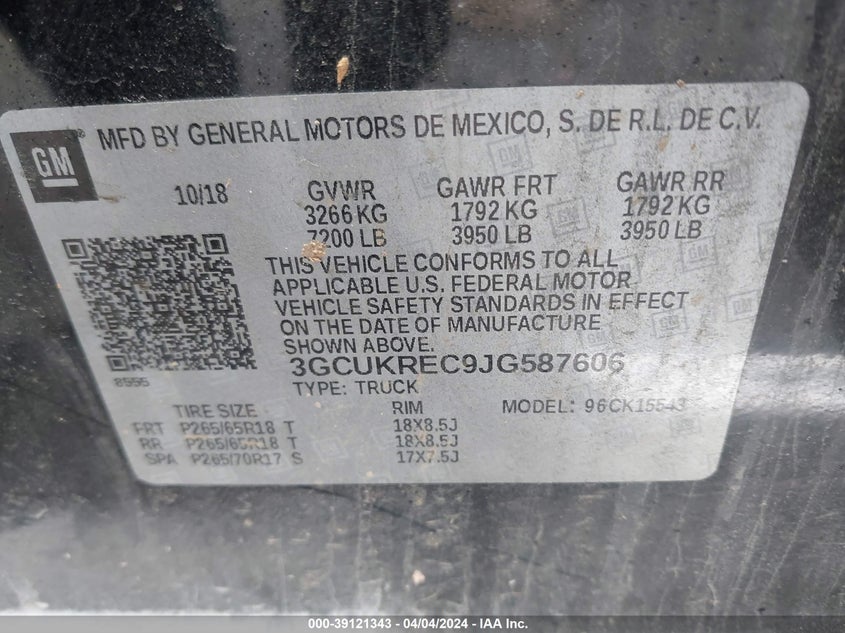 GM
MFD BY GENERAL MOTORS DE MEXICO, S. DE R.L. DE C.V.
10/18 GVWR GAWR FRT GAWR RR
3266 KG 1792 KG 1792 KG
7200 LB 3950 LB 3950 LB
THIS VEHICLE CONFORMS TO ALL
APPLICABLE U.S. FEDERAL MOTOR
VEHICLE SAFETY STANDARDS IN EFFECT
ON THE DATE OF MANUFACTURE
SHOWN ABOVE.
3GCUKREC9JG587606
8595
TYPE: TRUCK
TIRE SIZE RIM MODEL: 96CK15543
FRT P265/65R18 T 18X8.5J
RR P265/65R18 T 18X8.5J
SPA P265/70R17 S 17X7.5J
000-39121343 - 04/04/2024 - IAA Inc.